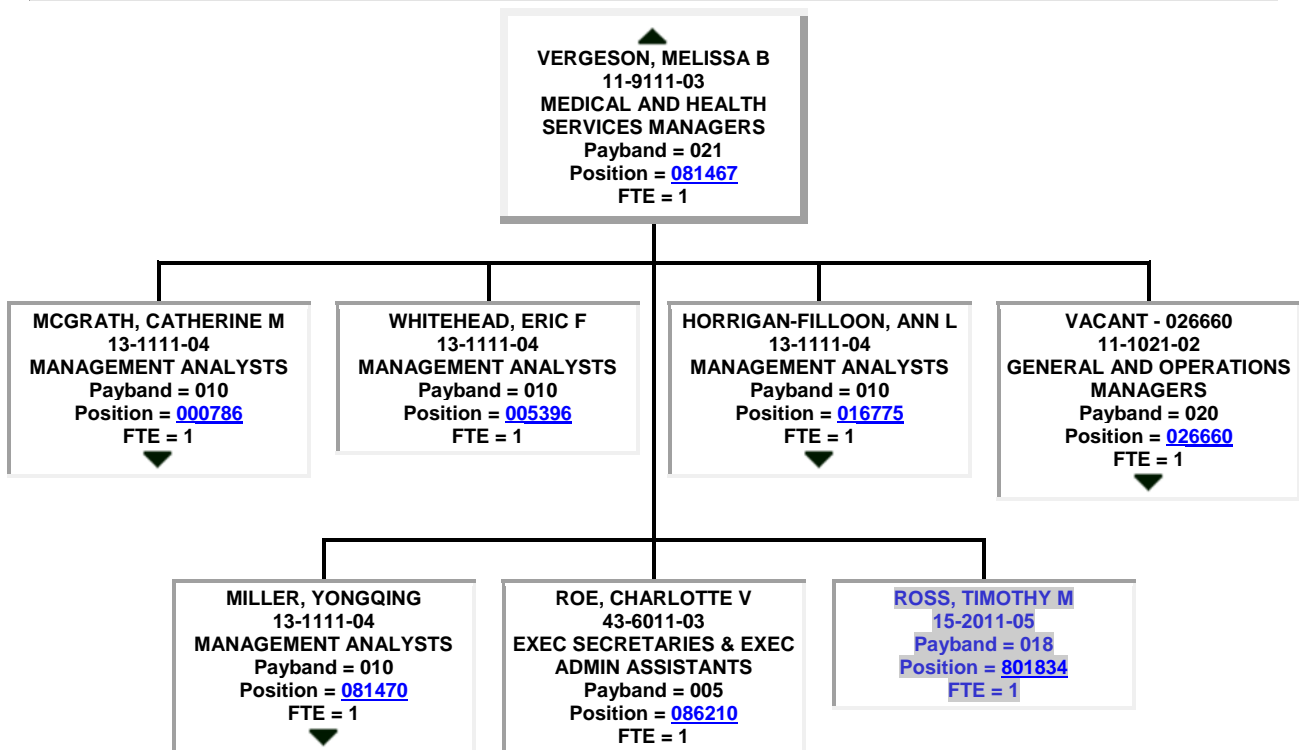 VERGESON, MELISSA B
11-9111-03
MEDICAL AND HEALTH
SERVICES MANAGERS
Payband = 021
Position = 081467
FTE = 1
MCGRATH, CATHERINE M
13-1111-04
MANAGEMENT ANALYSTS
Payband = 010
Position = 000786
FTE = 1
WHITEHEAD, ERIC F
13-1111-04
MANAGEMENT ANALYSTS
Payband = 010
Position = 005396
FTE = 1
HORRIGAN-FILLOON, ANN L
13-1111-04
MANAGEMENT ANALYSTS
Payband = 010
Position = 016775
FTE = 1
VACANT - 026660
11-1021-02
GENERAL AND OPERATIONS
MANAGERS
Payband = 020
Position = 026660
FTE = 1
MILLER, YONGQING
13-1111-04
MANAGEMENT ANALYSTS
Payband = 010
Position = 081470
FTE = 1
ROE, CHARLOTTE V
43-6011-03
EXEC SECRETARIES & EXEC
ADMIN ASSISTANTS
Payband = 005
Position = 086210
FTE = 1
ROSS, TIMOTHY M
15-2011-05
Payband = 018
Position = 801834
FTE = 1